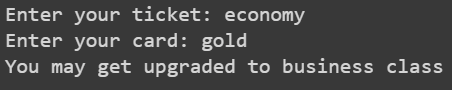 Enter your ticket: economy
Enter your card: gold
You may get upgraded to business class